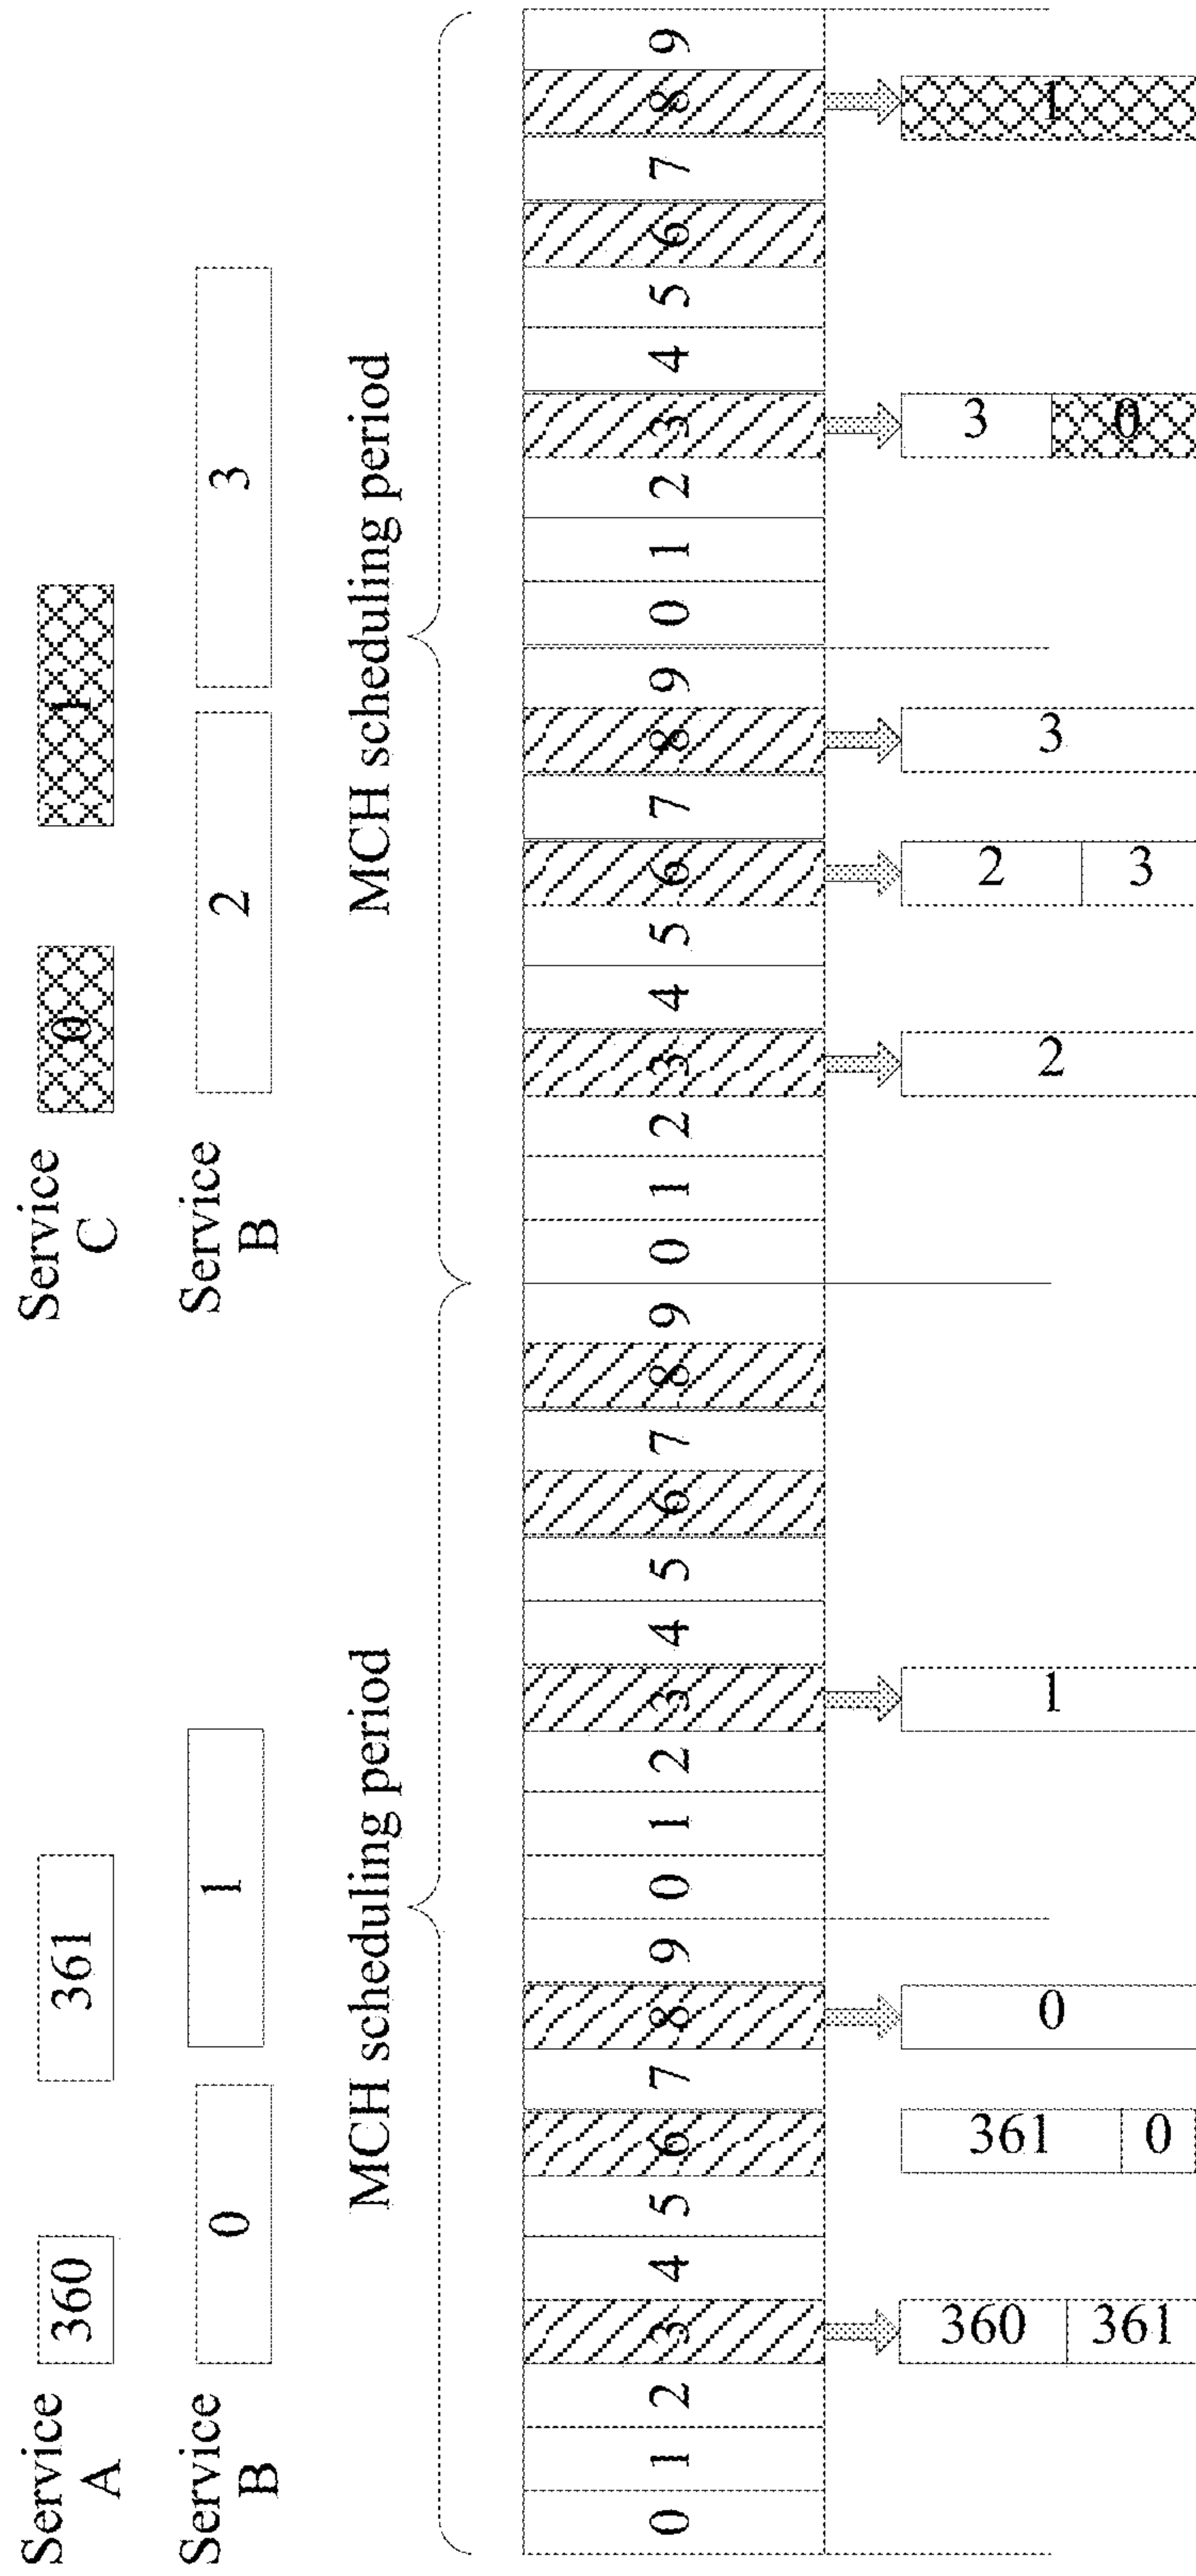 Service A 360 361 Service C 0 1
Service B 0 1 Service B 2 3
MCH scheduling period MCH scheduling period
0 1 2 3 4 5 6 7 8 9 0 1 2 3 4 5 6 7 8 9 0 1 2 3 4 5 6 7 8 9 0 1 2 3 4 5 6 7 8 9
360 361
361 0
0
1
2
2 3
3
3 0
1